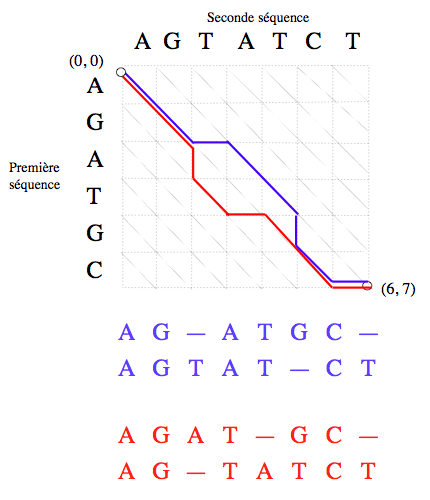 Seconde séquence
A G T A T C T
(0, 0)
A
G
A
T
G
C
Première
séquence
(6, 7)
A G — A T G C —
A G T A T — C T
A G A T — G C —
A G — T A T C T